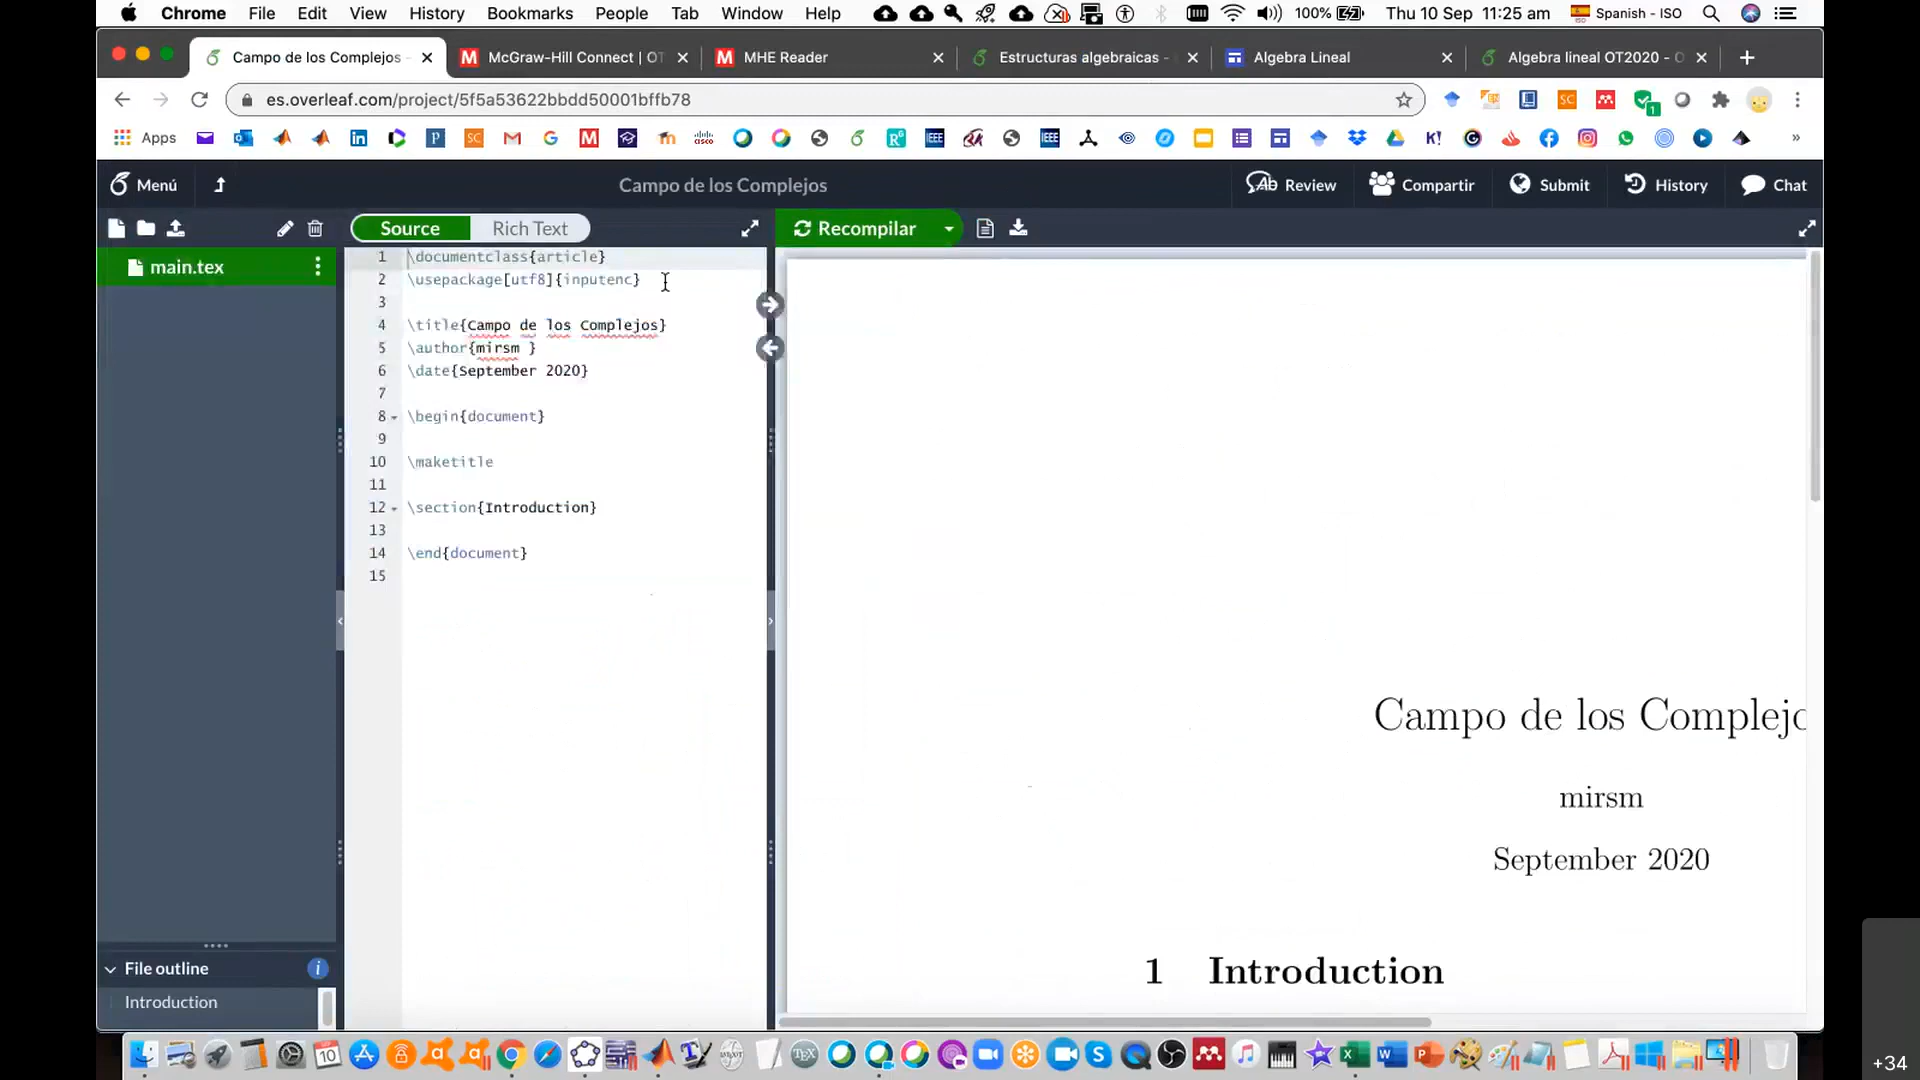 Chrome File Edit View History Bookmarks People Tab Window Help 100% Thu 10 Sep 11:25 am Spanish - ISO
Campo de los Complejos - McGraw-Hill Connect | OT MHE Reader Estructuras algebraicas - Algebra Lineal Algebra lineal OT2020 - O
es.overleaf.com/project/5f5a53622bbdd50001bffb78
Apps
Menú Campo de los Complejos Review Compartir Submit History Chat
Source Rich Text Recompilar
main.tex
1 \documentclass{article}
2 \usepackage[utf8]{inputenc}
3
4 \title{Campo de los Complejos}
5 \author{mirsm }
6 \date{September 2020}
7
8 \begin{document}
9
10 \maketitle
11
12 \section{Introduction}
13
14 \end{document}
15
Campo de los Complejo
mirsm
September 2020
1 Introduction
File outline
Introduction
+34